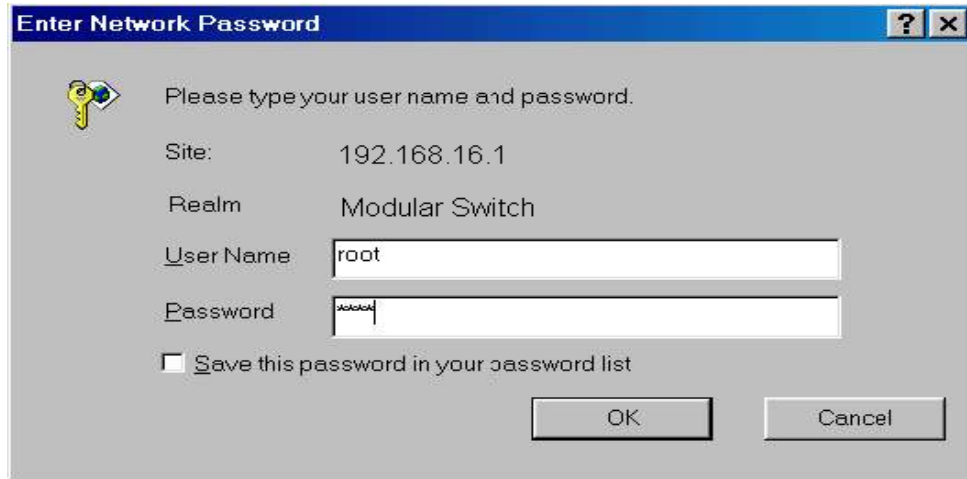 Enter Network Password
? ×
Please type your user name and password.
Site: 192.168.16.1
Realm Modular Switch
User Name root
Password ****
Save this password in your password list
OK Cancel